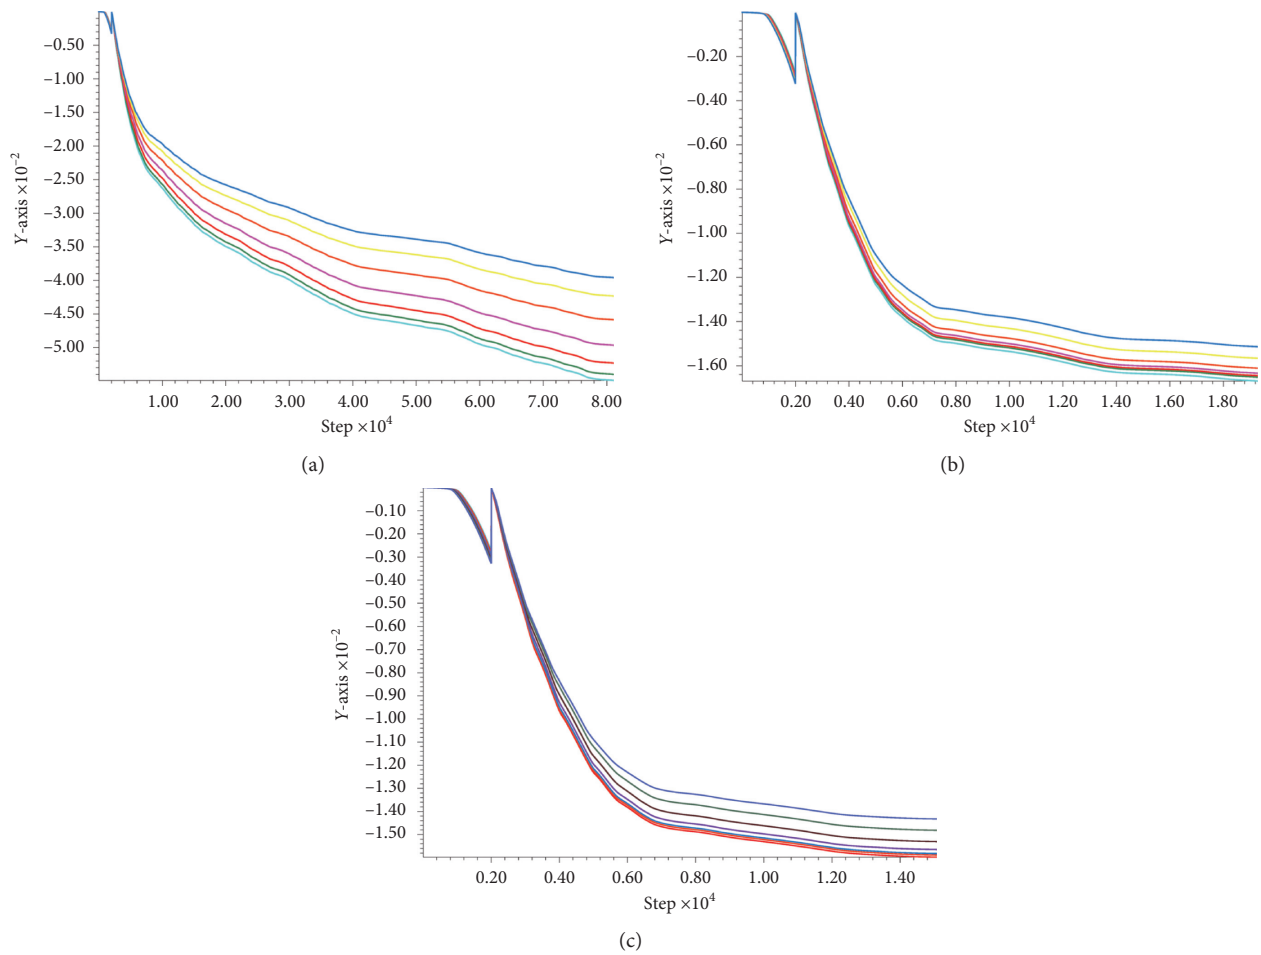 −0.50
−1.00
−1.50
−2.00
−2.50
−3.00
−3.50
−4.00
−4.50
−5.00
Y-axis ×10⁻²
1.00 2.00 3.00 4.00 5.00 6.00 7.00 8.00
Step ×10⁴
(a)
−0.20
−0.40
−0.60
−0.80
−1.00
−1.20
−1.40
−1.60
Y-axis ×10⁻²
0.20 0.40 0.60 0.80 1.00 1.20 1.40 1.60 1.80
Step ×10⁴
(b)
−0.10
−0.20
−0.30
−0.40
−0.50
−0.60
−0.70
−0.80
−0.90
−1.00
−1.10
−1.20
−1.30
−1.40
−1.50
Y-axis ×10⁻²
0.20 0.40 0.60 0.80 1.00 1.20 1.40
Step ×10⁴
(c)